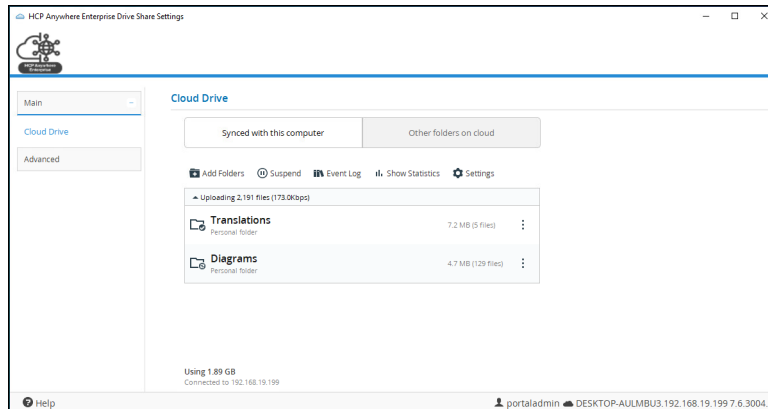 HCP Anywhere Enterprise Drive Share Settings
HCP Anywhere
Enterprise
Main
Cloud Drive
Advanced
Cloud Drive
Synced with this computer
Other folders on cloud
Add Folders
Suspend
Event Log
Show Statistics
Settings
Uploading 2,191 files (173.0Kbps)
Translations
Personal folder
7.2 MB (5 files)
Diagrams
Personal folder
4.7 MB (129 files)
Using 1.89 GB
Connected to 192.168.19.199
Help
portaladmin
DESKTOP-AULMBU3.192.168.19.199 7.6.3004.